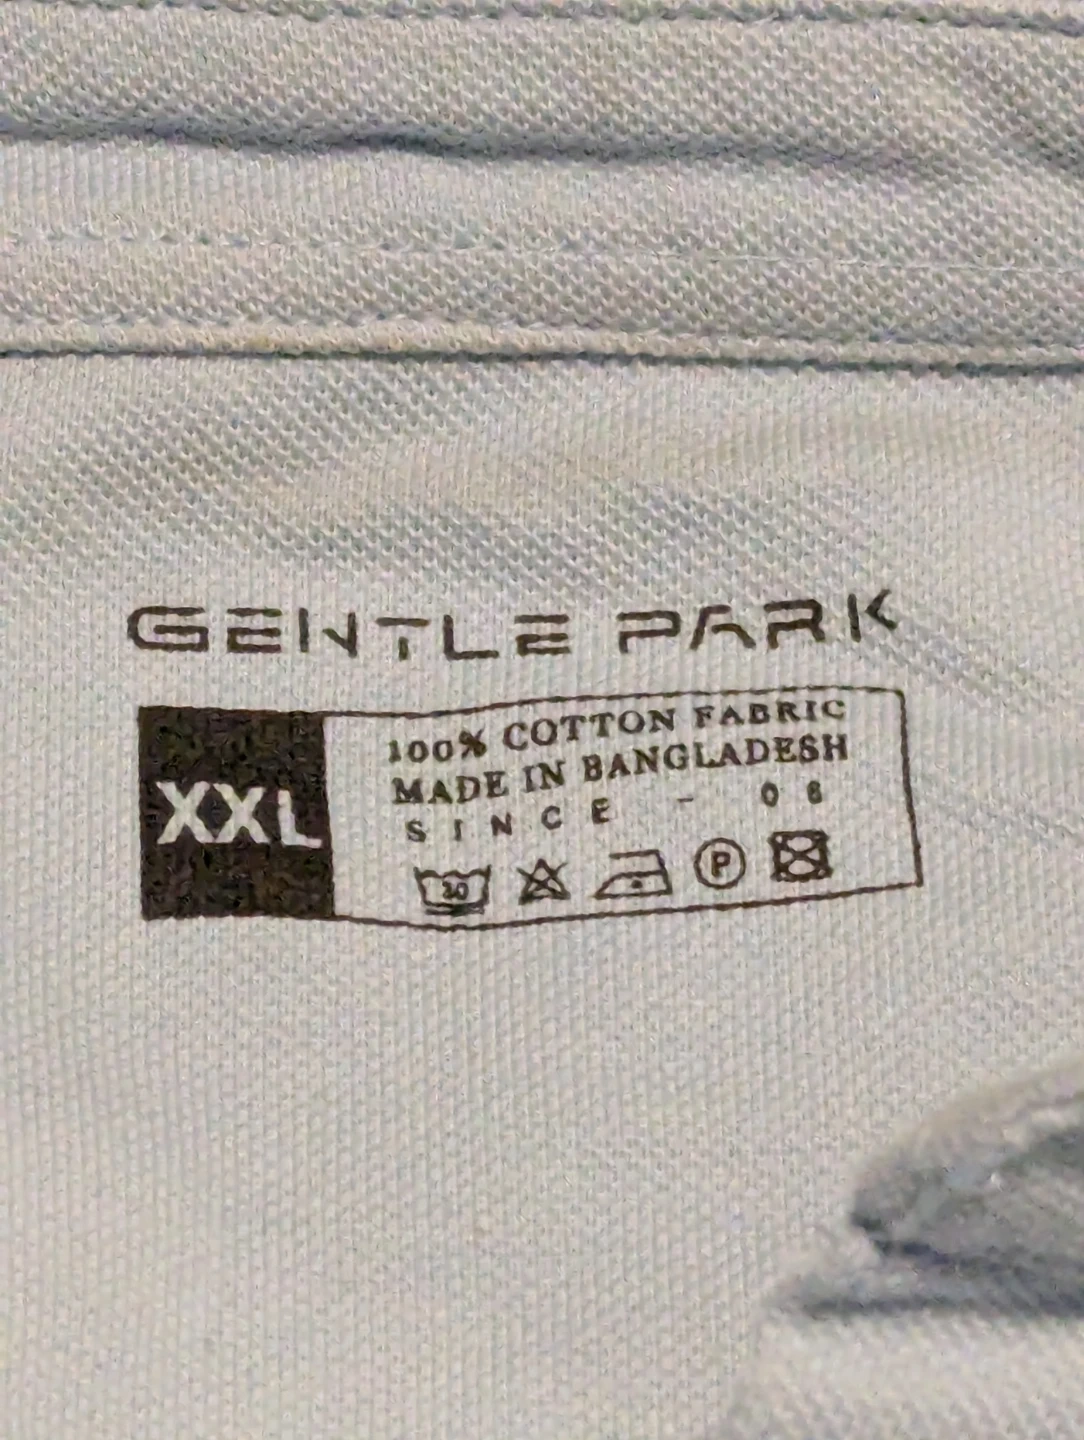 GENTLE PARK
XXL
100% COTTON FABRIC
MADE IN BANGLADESH
SINCE - 08
30
P